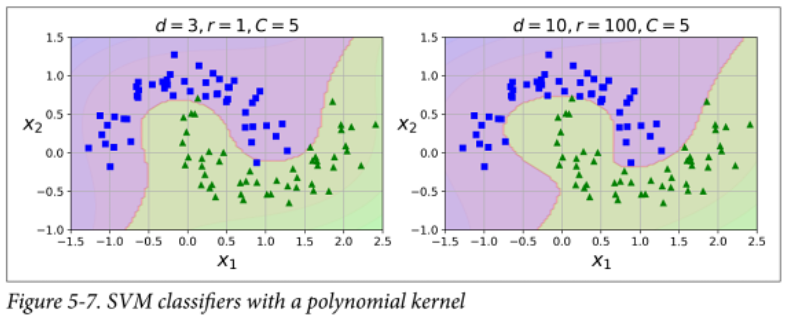 d = 3, r = 1, C = 5
d = 10, r = 100, C = 5
1.5
1.0
0.5
0.0
−0.5
−1.0
x₂
−1.5 −1.0 −0.5 0.0 0.5 1.0 1.5 2.0 2.5
x₁
1.5
1.0
0.5
0.0
−0.5
−1.0
x₂
−1.5 −1.0 −0.5 0.0 0.5 1.0 1.5 2.0 2.5
x₁
Figure 5-7. SVM classifiers with a polynomial kernel